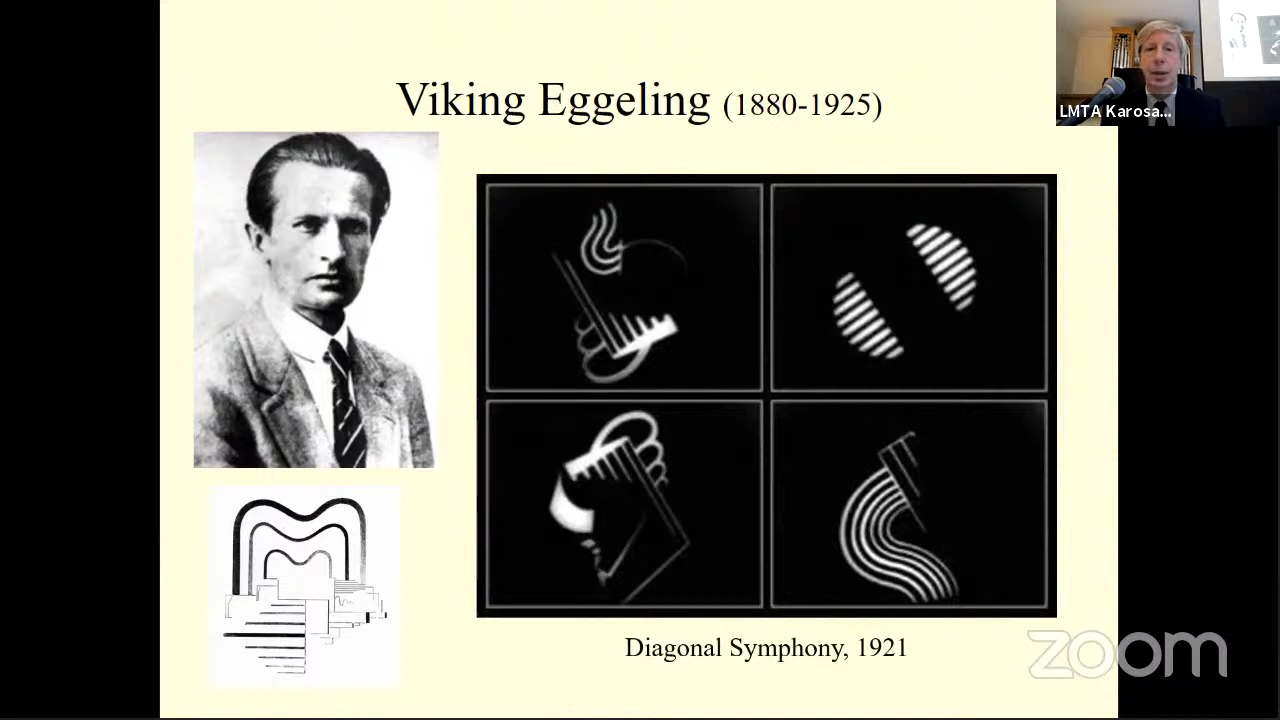 Viking Eggeling (1880-1925)
LMTA Karosa...
Diagonal Symphony, 1921
zoom